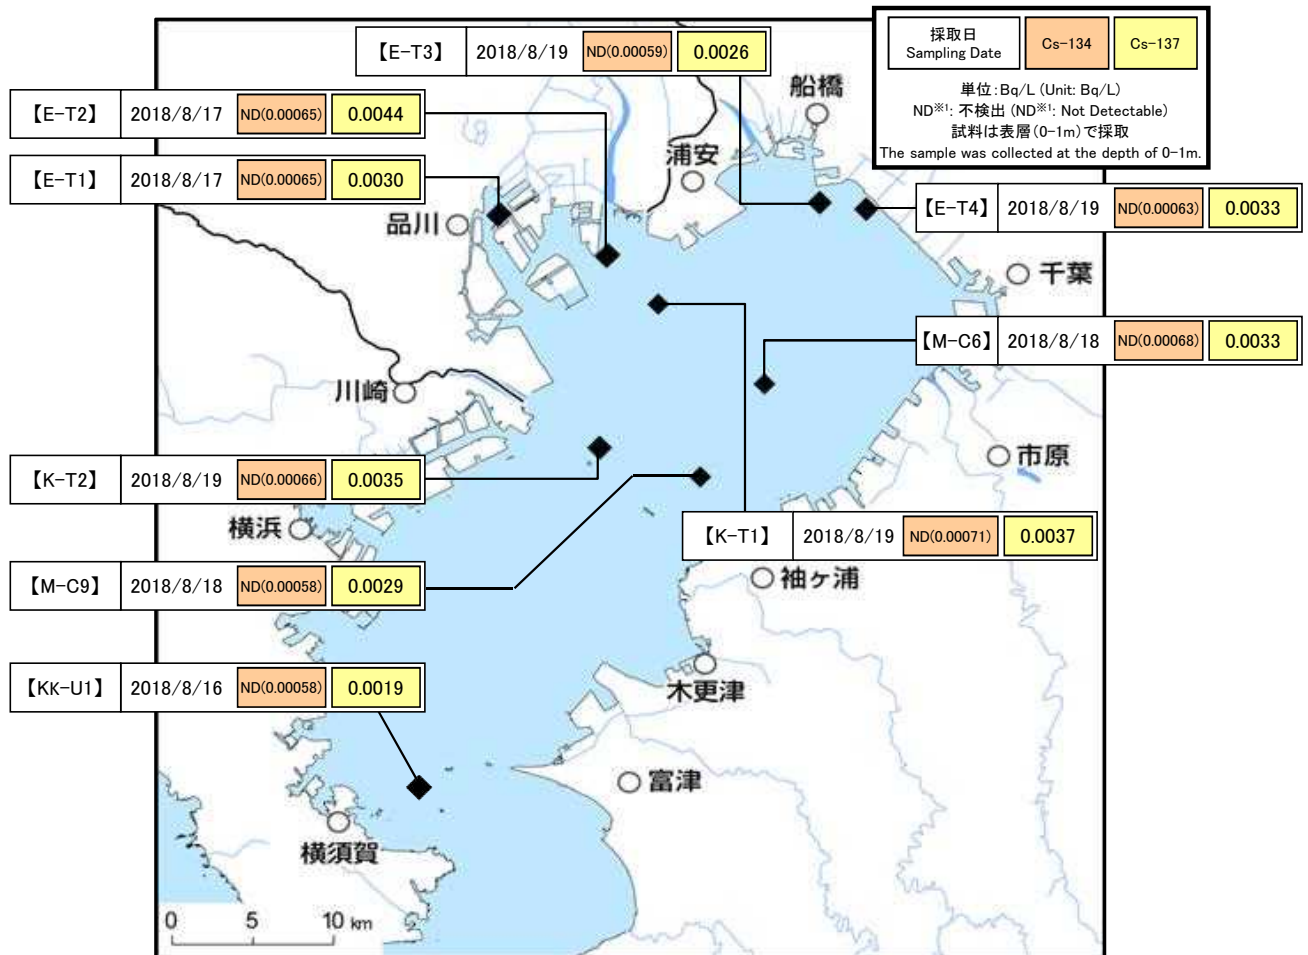 【E-T3】 2018/8/19 ND(0.00059) 0.0026
採取日
Sampling Date
Cs-134 Cs-137
単位:Bq/L (Unit: Bq/L)
ND※1: 不検出 (ND※1: Not Detectable)
試料は表層(0-1m)で採取
The sample was collected at the depth of 0-1m.
船橋
【E-T2】 2018/8/17 ND(0.00065) 0.0044
浦安
【E-T1】 2018/8/17 ND(0.00065) 0.0030
品川
【E-T4】 2018/8/19 ND(0.00063) 0.0033
千葉
【M-C6】 2018/8/18 ND(0.00068) 0.0033
川崎
市原
【K-T2】 2018/8/19 ND(0.00066) 0.0035
横浜
【K-T1】 2018/8/19 ND(0.00071) 0.0037
袖ヶ浦
【M-C9】 2018/8/18 ND(0.00058) 0.0029
木更津
【KK-U1】 2018/8/16 ND(0.00058) 0.0019
富津
横須賀
0 5 10 km